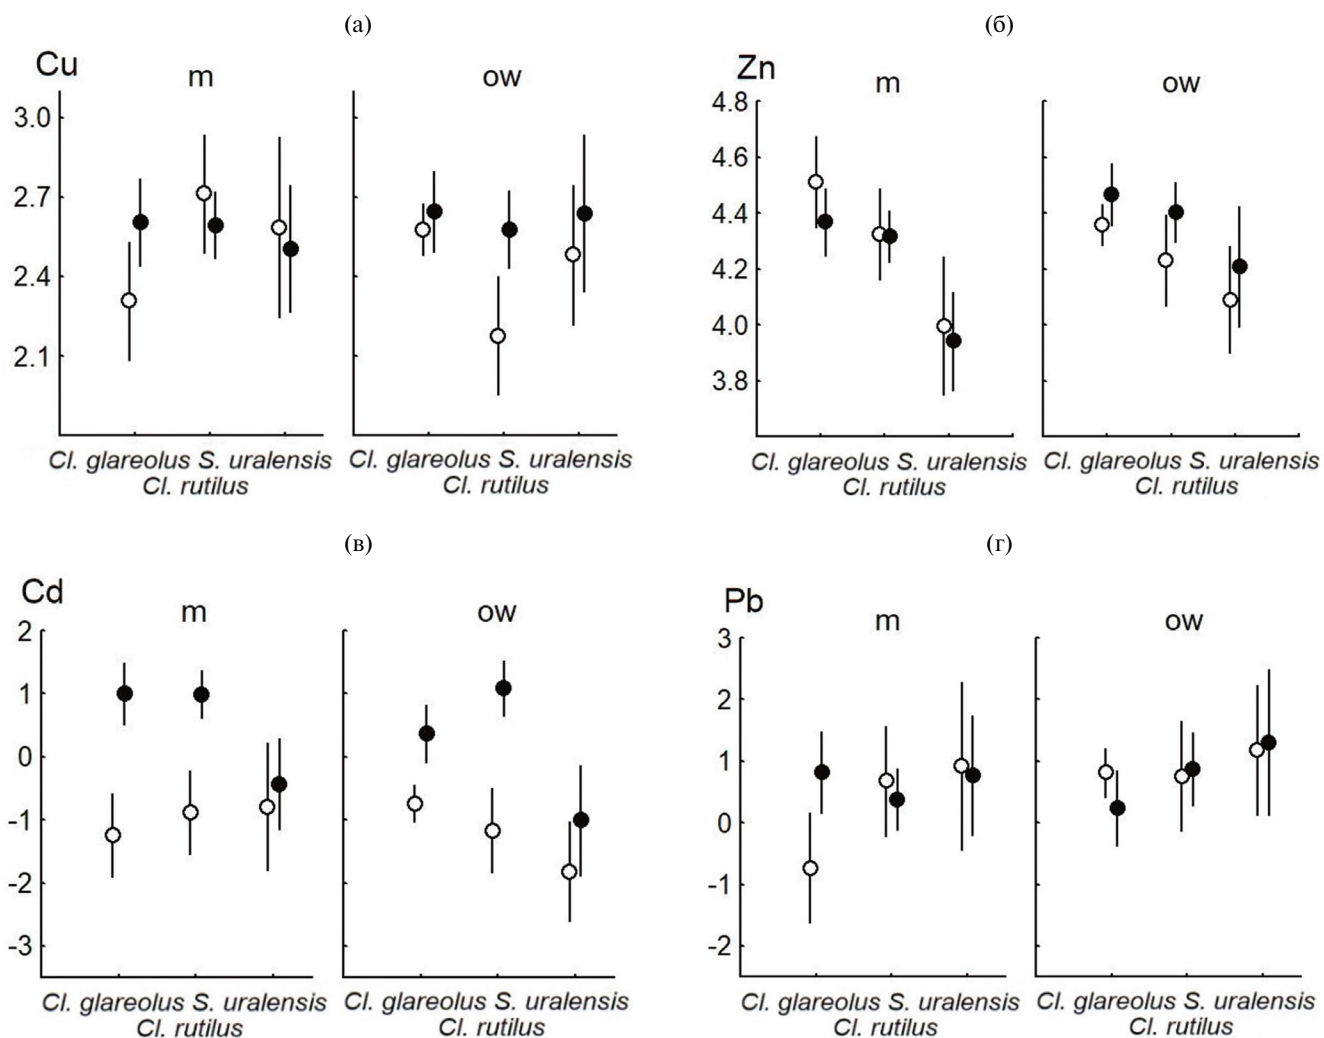 (а)
(б)
Cu
m
ow
3.0
2.7
2.4
2.1
Cl. glareolus S. uralensis
Cl. rutilus
Cl. glareolus S. uralensis
Cl. rutilus
Zn
m
ow
4.8
4.6
4.4
4.2
4.0
3.8
Cl. glareolus S. uralensis
Cl. rutilus
Cl. glareolus S. uralensis
Cl. rutilus
(в)
(г)
Cd
m
ow
2
1
0
-1
-2
-3
Cl. glareolus S. uralensis
Cl. rutilus
Cl. glareolus S. uralensis
Cl. rutilus
Pb
m
ow
3
2
1
0
-1
-2
Cl. glareolus S. uralensis
Cl. rutilus
Cl. glareolus S. uralensis
Cl. rutilus